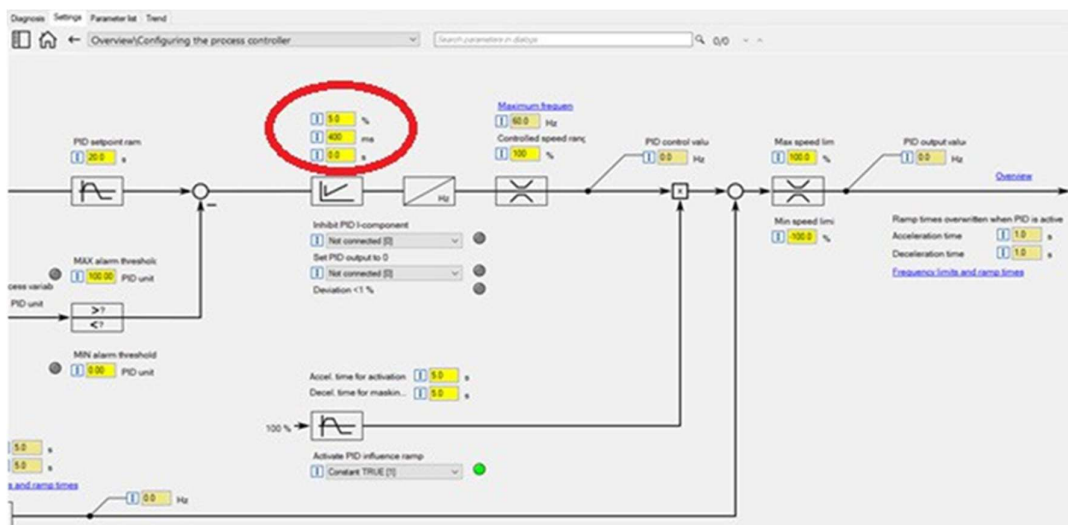 Diagnosis Settings Parameter list Trend
Overview\Configuring the process controller
Search parameters in dialogs
0/0
PID setpoint ram
20.0 s
5.0 %
400 ms
0.0 s
Maximum frequen
60.0 Hz
Controlled speed rang
100 %
PID control value
0.0 Hz
Max speed lim
100.0 %
PID output value
0.0 Hz
Overview
Hz
Inhibit PID I-component
Not connected [0]
Set PID output to 0
Not connected [0]
Deviation <1 %
Min speed limi
-100.0 %
Ramp times overwritten when PID is active
Acceleration time 1.0 s
Deceleration time 1.0 s
Frequency limits and ramp times
MAX alarm threshold
100.00 PID unit
cess variab
PID unit
>?
<?
MIN alarm threshold
0.00 PID unit
Accel. time for activation 5.0 s
Decel. time for maskin... 5.0 s
100 %
Activate PID influence ramp
Constant TRUE [1]
5.0 s
5.0 s
s and ramp times
0.0 Hz